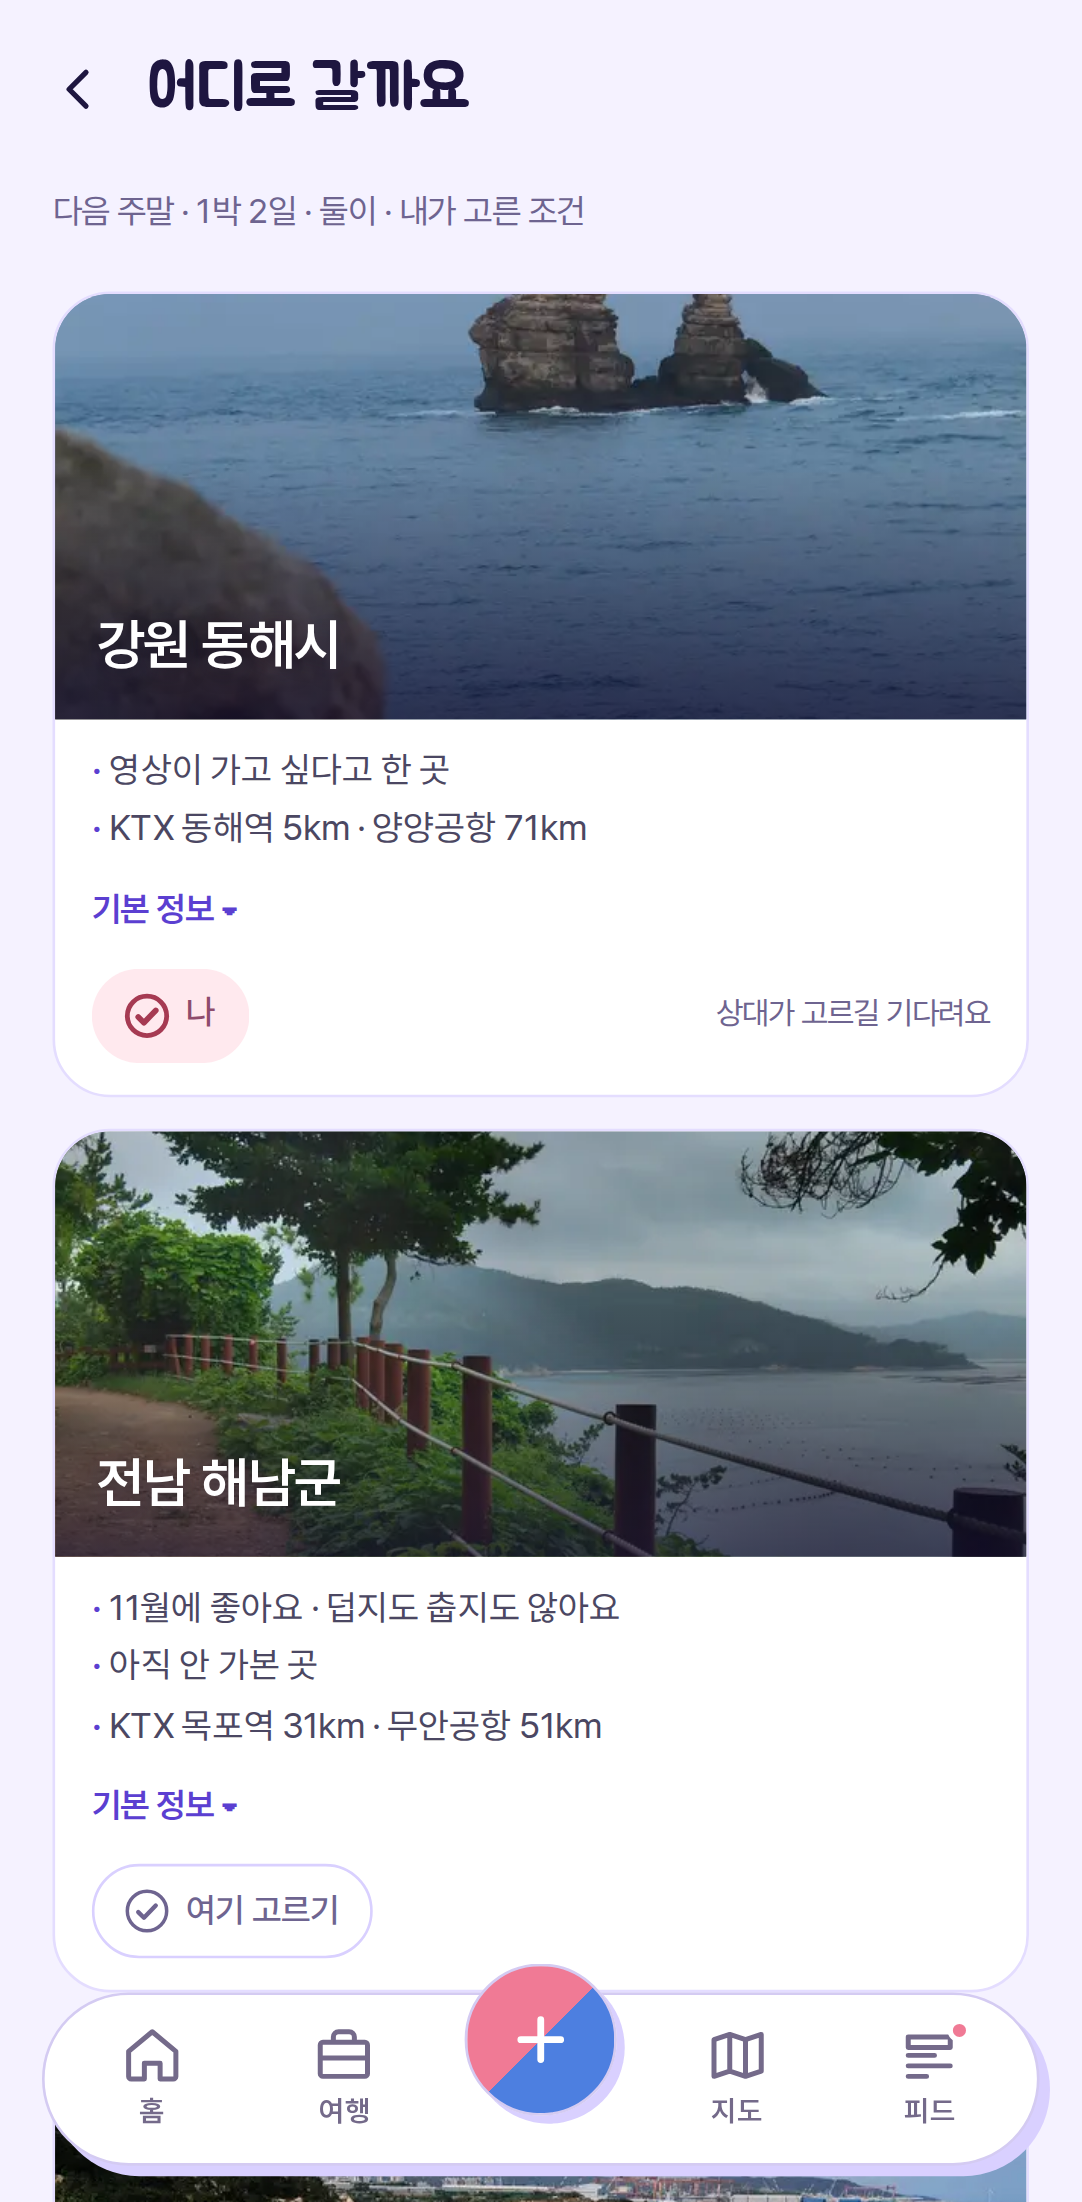 어디로 갈까요
다음 주말 · 1박 2일 · 둘이 · 내가 고른 조건
강원 동해시
· 영상이 가고 싶다고 한 곳
· KTX 동해역 5km · 양양공항 71km
기본 정보
나
상대가 고르길 기다려요
전남 해남군
· 11월에 좋아요 · 덥지도 춥지도 않아요
· 아직 안 가본 곳
· KTX 목포역 31km · 무안공항 51km
기본 정보
여기 고르기
홈
여행
지도
피드